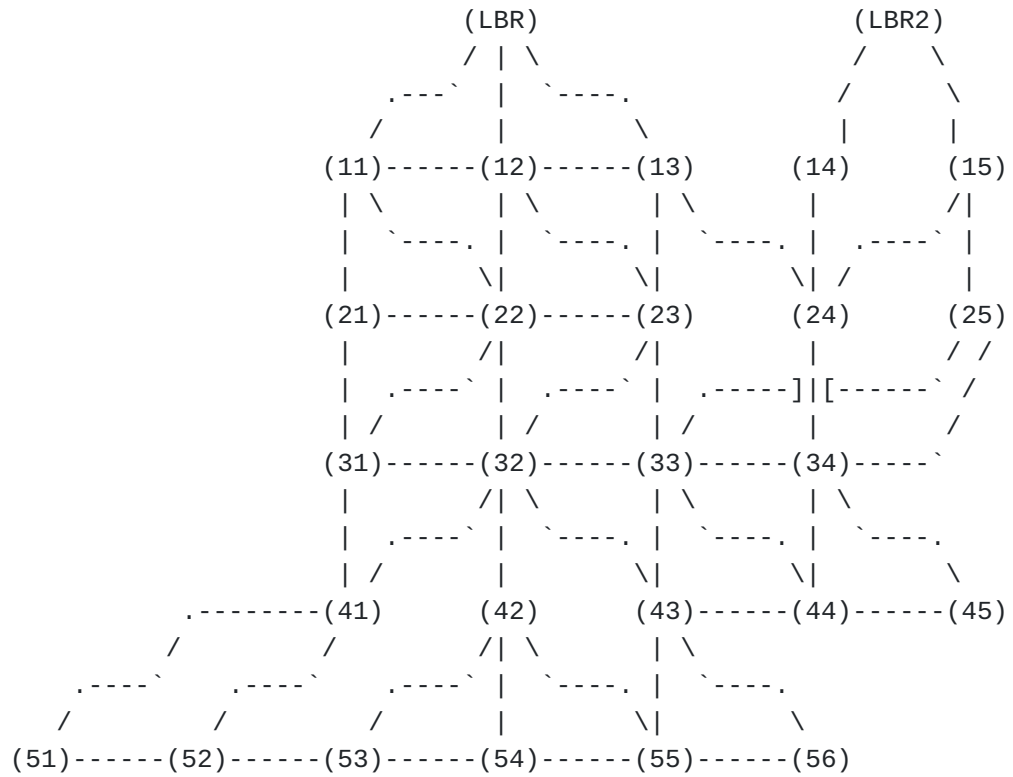 (LBR)                    (LBR2)
                             / | \                    /    \
                        .---` |  `----.             /      \
                       /       |        \            |      |
                    (11)------(12)------(13)      (14)      (15)
                     | \       | \       | \       |        /|
                     |  `----. |  `----. |  `----. |  .----` |
                     |        \|        \|        \| /       |
                    (21)------(22)------(23)      (24)      (25)
                     |        /|        /|         |        / /
                     |  .----` |  .----` |  .-----]|[------` /
                     | /       | /       | /       |        /
                    (31)------(32)------(33)------(34)-----`
                     |        /| \       | \       | \
                     |  .----` |  `----. |  `----. |  `----.
                     | /       |        \|        \|        \
           .--------(41)      (42)      (43)------(44)------(45)
          /         /         /| \       | \
    .----`    .----`    .----` |  `----. |  `----.
   /         /         /       |        \|        \
(51)------(52)------(53)------(54)------(55)------(56)